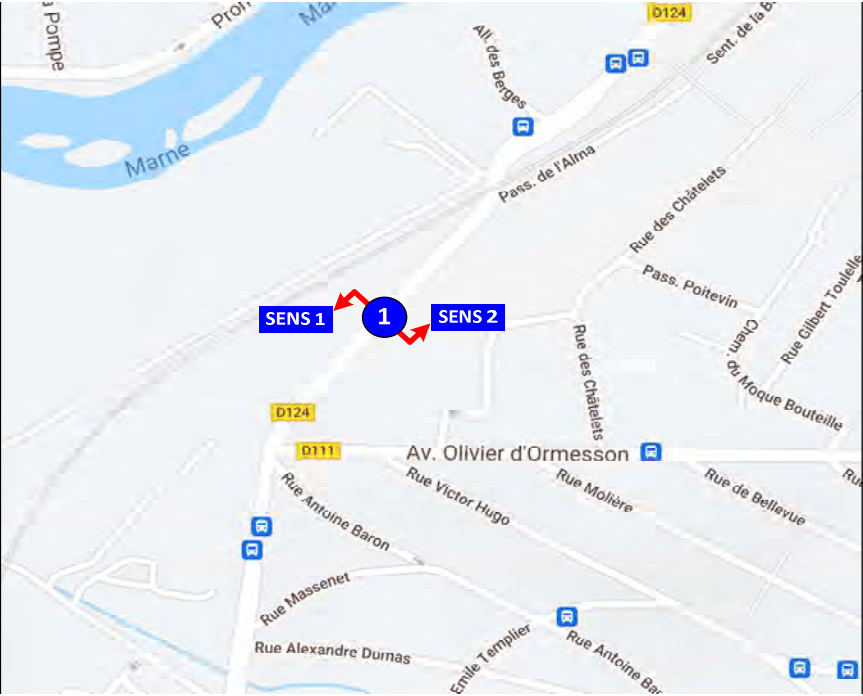 Pompe
Pron
Ma
D124
Sent. de la B
All. des Berges
Marne
Pass. de l'Alma
Rue des Châtelets
Pass. Poitevin
Rue Gilbert Toulelle
SENS 1
1
SENS 2
Chem. du Moque Bouteille
Rue des Châtelets
D124
D111
Av. Olivier d'Ormesson
Rue Victor Hugo
Rue Molière
Rue de Bellevue
Ru
Rue Antoine Baron
Rue Massenet
Rue Alexandre Dumas
Emile Templier
Rue Antoine Bar